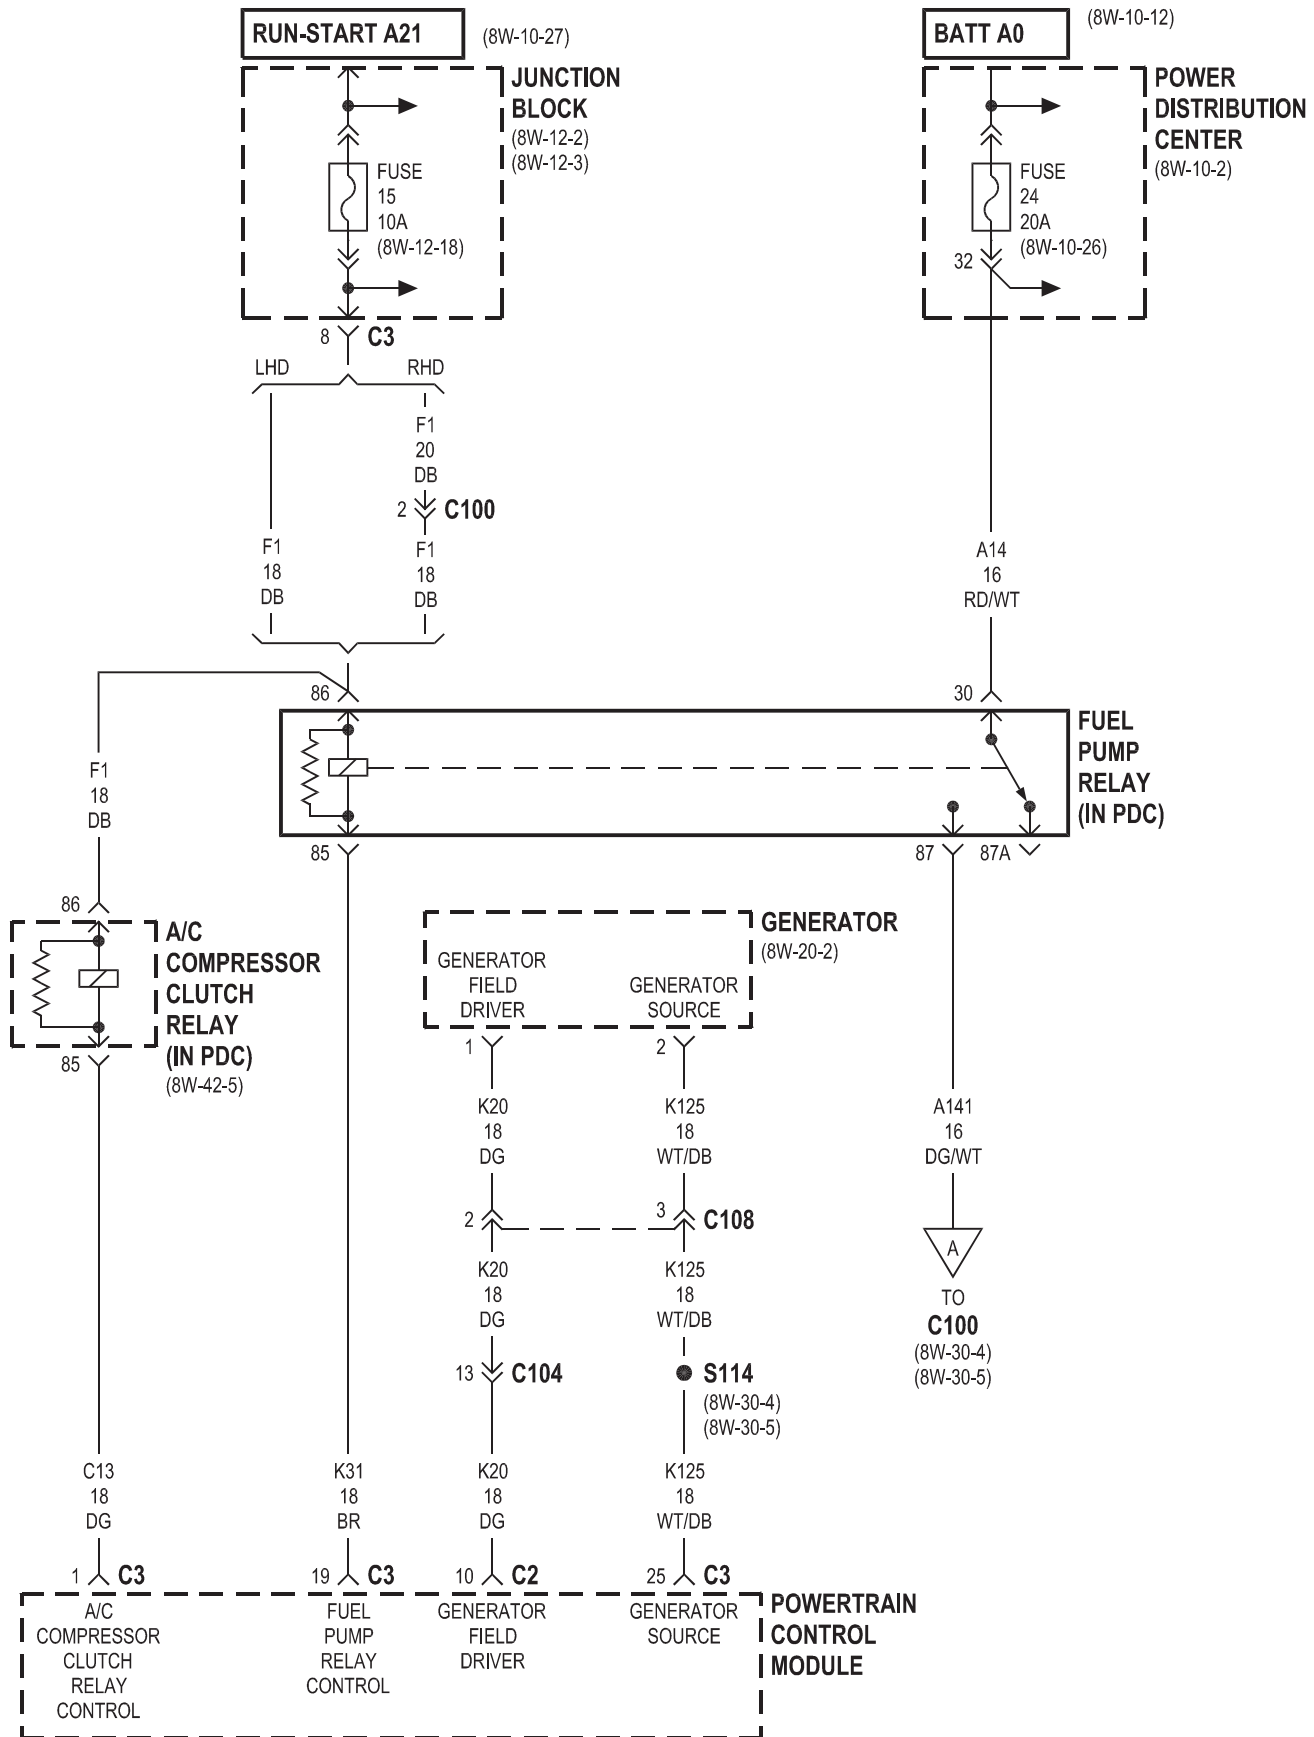 RUN-START A21
(8W-10-27)
BATT A0
(8W-10-12)
JUNCTION
BLOCK
(8W-12-2)
(8W-12-3)
FUSE
15
10A
(8W-12-18)
POWER
DISTRIBUTION
CENTER
(8W-10-2)
FUSE
24
20A
(8W-10-26)
32
8
C3
LHD
RHD
F1
20
DB
2
C100
F1
18
DB
F1
18
DB
A14
16
RD/WT
86
30
FUEL
PUMP
RELAY
(IN PDC)
F1
18
DB
85
87
87A
86
A/C
COMPRESSOR
CLUTCH
RELAY
(IN PDC)
(8W-42-5)
85
GENERATOR
(8W-20-2)
GENERATOR
FIELD
DRIVER
GENERATOR
SOURCE
1
2
K20
18
DG
K125
18
WT/DB
A141
16
DG/WT
2
3
C108
K20
18
DG
K125
18
WT/DB
A
TO
C100
(8W-30-4)
(8W-30-5)
13
C104
S114
(8W-30-4)
(8W-30-5)
C13
18
DG
K31
18
BR
K20
18
DG
K125
18
WT/DB
1
C3
19
C3
10
C2
25
C3
A/C
COMPRESSOR
CLUTCH
RELAY
CONTROL
FUEL
PUMP
RELAY
CONTROL
GENERATOR
FIELD
DRIVER
GENERATOR
SOURCE
POWERTRAIN
CONTROL
MODULE